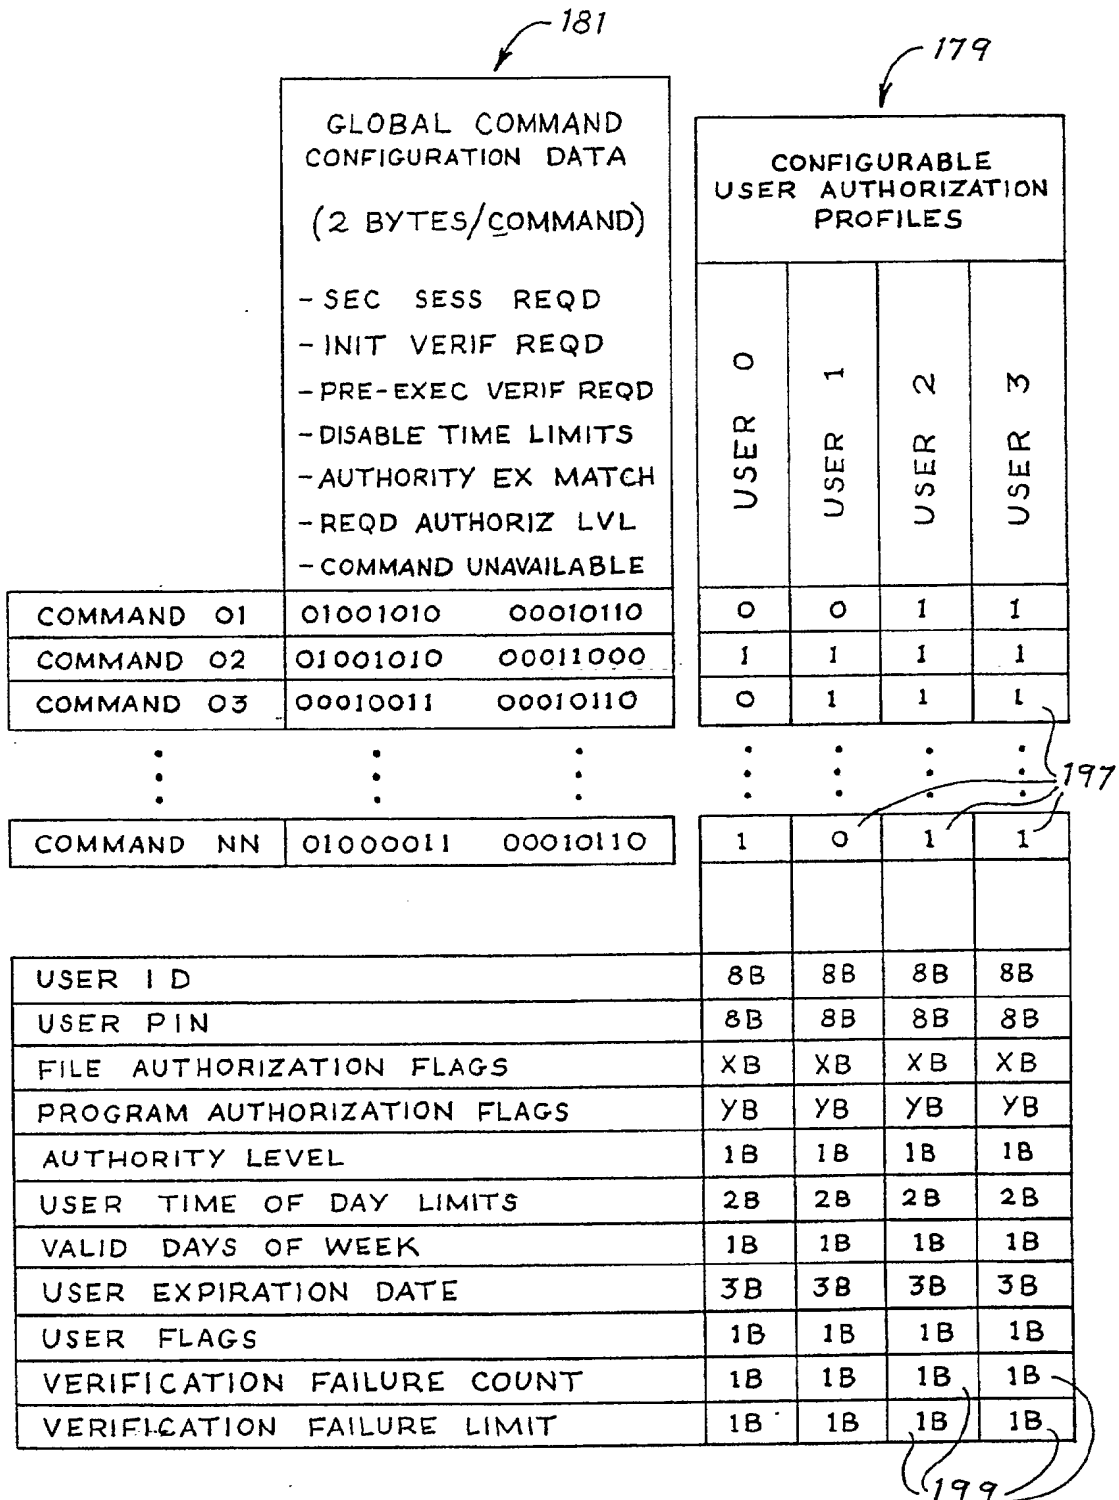 181
179
GLOBAL COMMAND
CONFIGURATION DATA
(2 BYTES/COMMAND)
- SEC SESS REQD
- INIT VERIF REQD
- PRE-EXEC VERIF REQD
- DISABLE TIME LIMITS
- AUTHORITY EX MATCH
- REQD AUTHORIZ LVL
- COMMAND UNAVAILABLE
CONFIGURABLE
USER AUTHORIZATION
PROFILES
USER 0
USER 1
USER 2
USER 3
COMMAND 01 01001010 00010110 0 0 1 1
COMMAND 02 01001010 00011000 1 1 1 1
COMMAND 03 00010011 00010110 0 1 1 1
197
COMMAND NN 01000011 00010110 1 0 1 1
USER ID 8B 8B 8B 8B
USER PIN 8B 8B 8B 8B
FILE AUTHORIZATION FLAGS XB XB XB XB
PROGRAM AUTHORIZATION FLAGS YB YB YB YB
AUTHORITY LEVEL 1B 1B 1B 1B
USER TIME OF DAY LIMITS 2B 2B 2B 2B
VALID DAYS OF WEEK 1B 1B 1B 1B
USER EXPIRATION DATE 3B 3B 3B 3B
USER FLAGS 1B 1B 1B 1B
VERIFICATION FAILURE COUNT 1B 1B 1B 1B
VERIFICATION FAILURE LIMIT 1B 1B 1B 1B
199